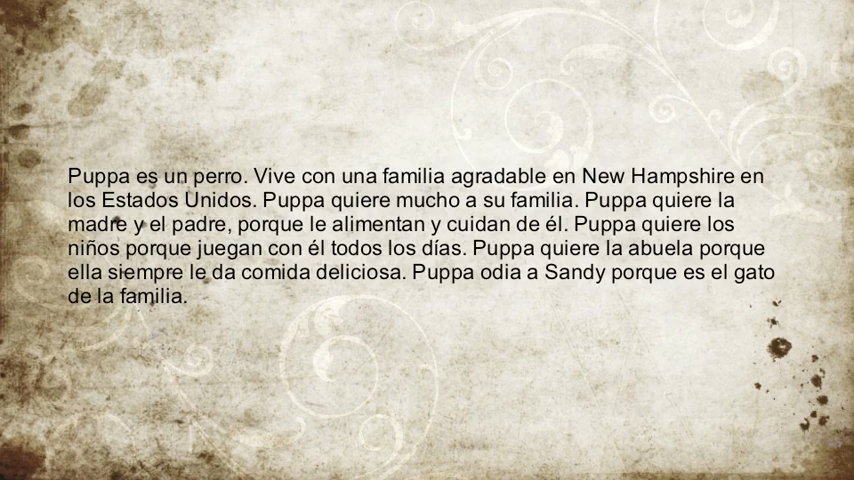 Puppa es un perro. Vive con una familia agradable en New Hampshire en
los Estados Unidos. Puppa quiere mucho a su familia. Puppa quiere la
madre y el padre, porque le alimentan y cuidan de él. Puppa quiere los
niños porque juegan con él todos los días. Puppa quiere la abuela porque
ella siempre le da comida deliciosa. Puppa odia a Sandy porque es el gato
de la familia.